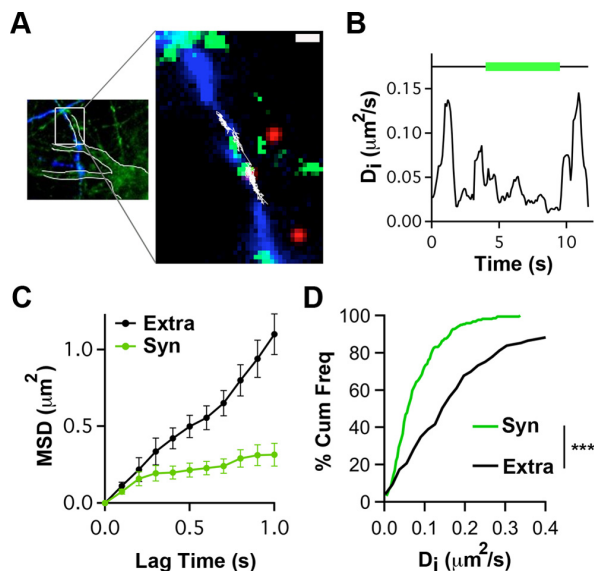 A
B
D_i (μm²/s)
0.15
0.10
0.05
0.00
0 5 10
Time (s)
C
Extra
Syn
MSD (μm²)
1.0
0.5
0.0
0.0 0.5 1.0
Lag Time (s)
D
% Cum Freq
100
80
60
40
20
0
Syn
Extra
***
0.0 0.1 0.2 0.3 0.4
D_i (μm²/s)